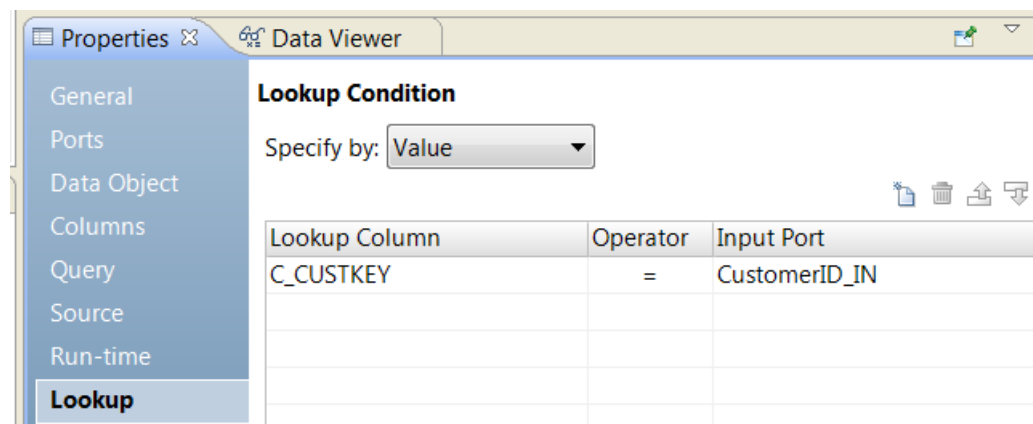 Properties Data Viewer
General
Ports
Data Object
Columns
Query
Source
Run-time
Lookup
Lookup Condition
Specify by: Value
Lookup Column Operator Input Port
C_CUSTKEY = CustomerID_IN